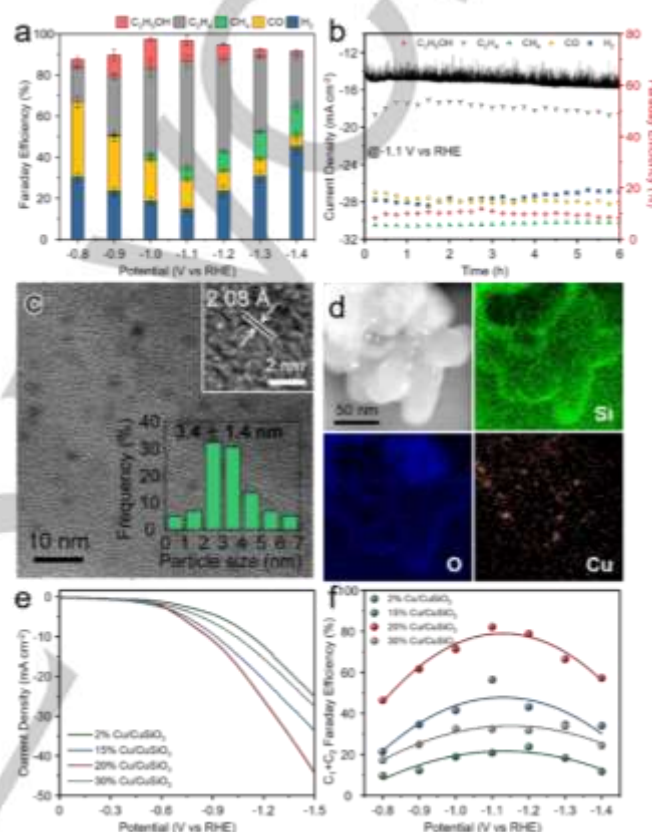 a
C₂H₅OH C₂H₄ CH₄ CO H₂
Faraday Efficiency (%)
100
80
60
40
20
0
-0.8 -0.9 -1.0 -1.1 -1.2 -1.3 -1.4
Potential (V vs RHE)
b
C₂H₅OH C₂H₄ CH₄ CO H₂
Current Density (mA cm⁻²)
-12
-16
-20
-24
-28
-32
@-1.1 V vs RHE
80
60
40
20
0
Faraday Efficiency (%)
0 1 2 3 4 5 6
Time (h)
c
2.08 Å
2 nm
3.4 ± 1.4 nm
Frequency (%)
40
30
20
10
0
0 1 2 3 4 5 6 7
Particle size (nm)
10 nm
d
50 nm
Si
O
Cu
e
Current Density (mA cm⁻²)
0
-10
-20
-30
-40
-50
2% Cu/CuSiO₃
15% Cu/CuSiO₃
20% Cu/CuSiO₃
30% Cu/CuSiO₃
0 -0.3 -0.6 -0.9 -1.2 -1.5
Potential (V vs RHE)
f
2% Cu/CuSiO₃
15% Cu/CuSiO₃
20% Cu/CuSiO₃
30% Cu/CuSiO₃
C₁+C₂ Faraday Efficiency (%)
100
80
60
40
20
0
-0.8 -0.9 -1.0 -1.1 -1.2 -1.3 -1.4
Potential (V vs RHE)